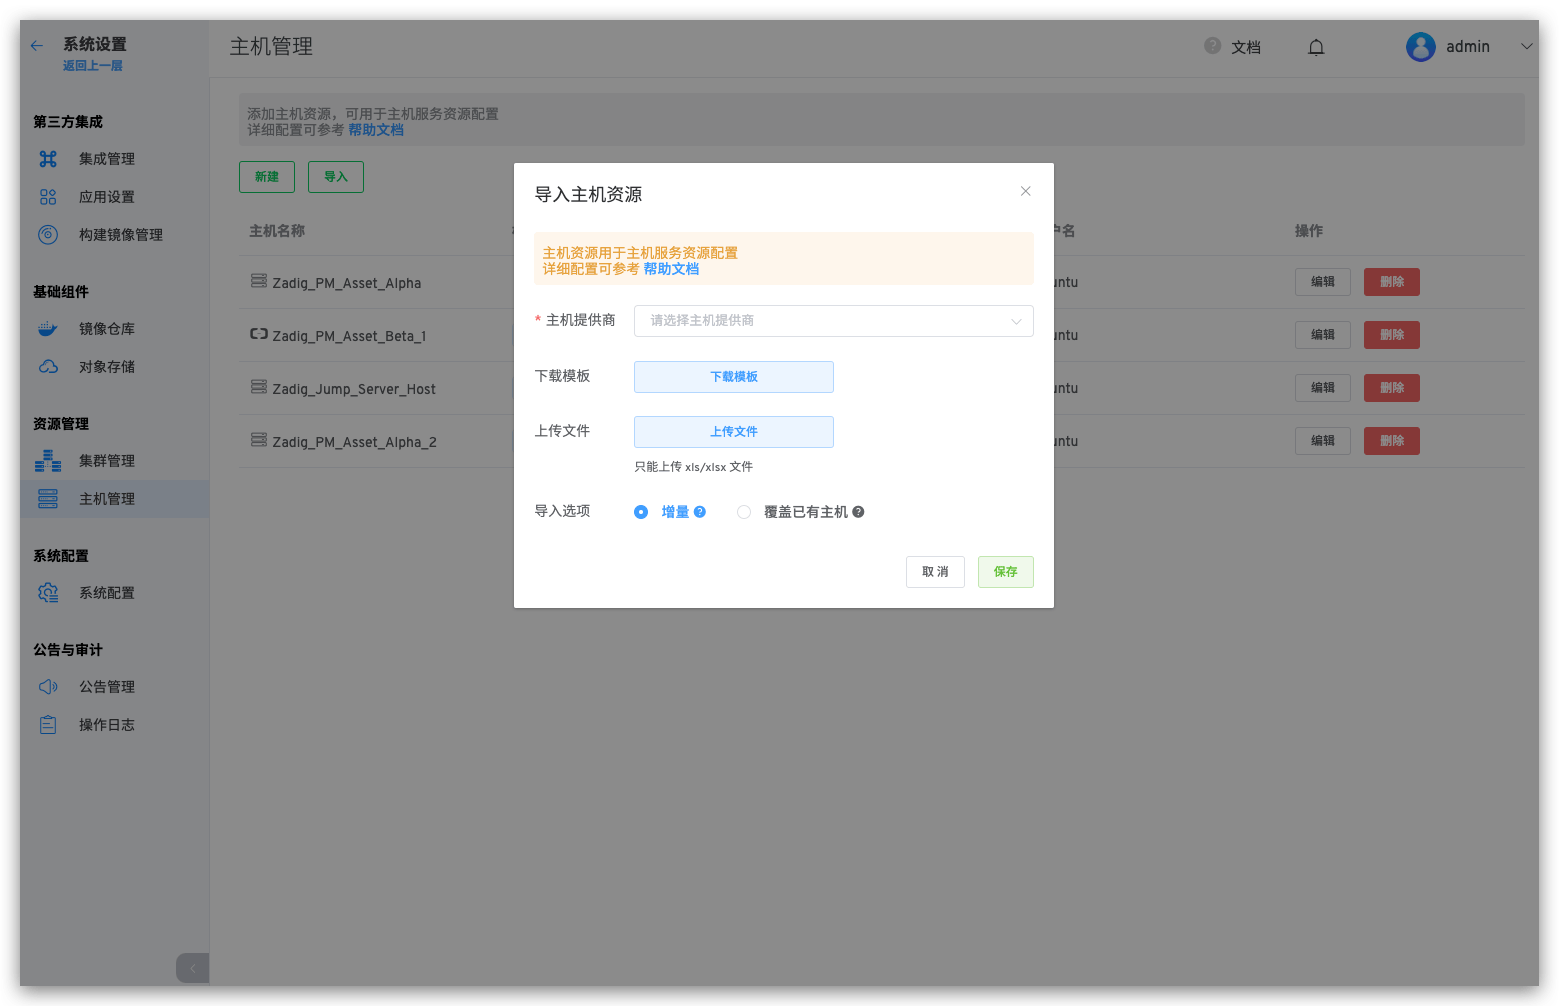 系统设置
返回上一层
主机管理
文档
admin
第三方集成
集成管理
应用设置
构建镜像管理
基础组件
镜像仓库
对象存储
资源管理
集群管理
主机管理
系统配置
系统配置
公告与审计
公告管理
操作日志
添加主机资源，可用于主机服务资源配置
详细配置可参考 帮助文档
新建
导入
主机名称
户名
操作
Zadig_PM_Asset_Alpha
untu
编辑
删除
Zadig_PM_Asset_Beta_1
untu
编辑
删除
Zadig_Jump_Server_Host
untu
编辑
删除
Zadig_PM_Asset_Alpha_2
untu
编辑
删除
导入主机资源
主机资源用于主机服务资源配置
详细配置可参考 帮助文档
* 主机提供商
请选择主机提供商
下载模板
下载模板
上传文件
上传文件
只能上传 xls/xlsx 文件
导入选项
增量
覆盖已有主机
取 消
保存